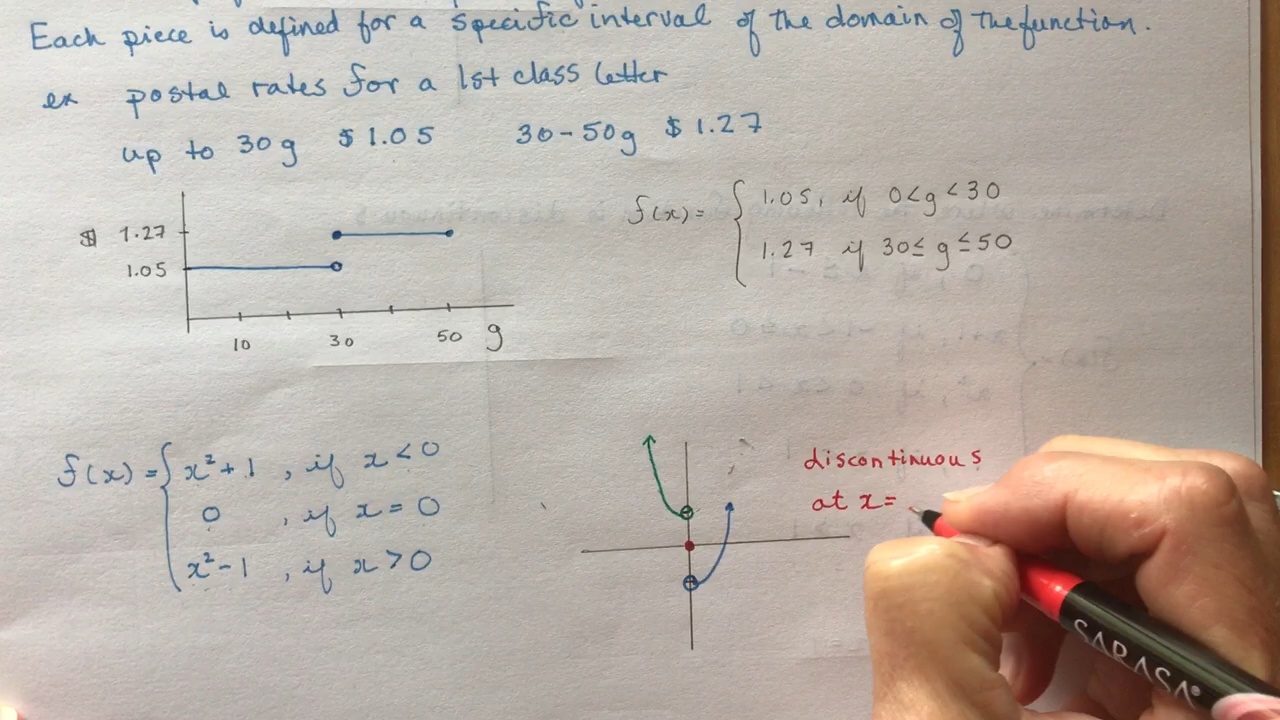 Each piece is defined for a specific interval of the domain of the function.
ex postal rates for a 1st class letter
up to 30g $1.05 30-50g $1.27
f(x) = { 1.05, if 0<g<30
1.27 if 30≤ g ≤50
$ 1.27
1.05
10 30 50 g
f(x) = { x²+1 , if x<0
0 , if x = 0
x²-1 , if x>0
discontinuous
at x=
SARASA